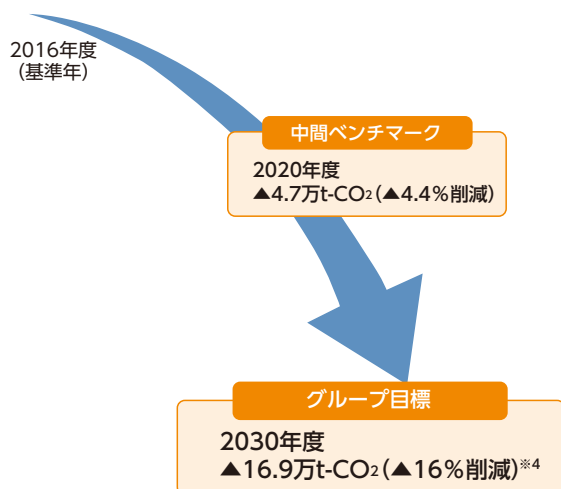 2016年度
(基準年)
中間ベンチマーク
2020年度
▲4.7万t-CO₂(▲4.4%削減)
グループ目標
2030年度
▲16.9万t-CO₂(▲16%削減)※4